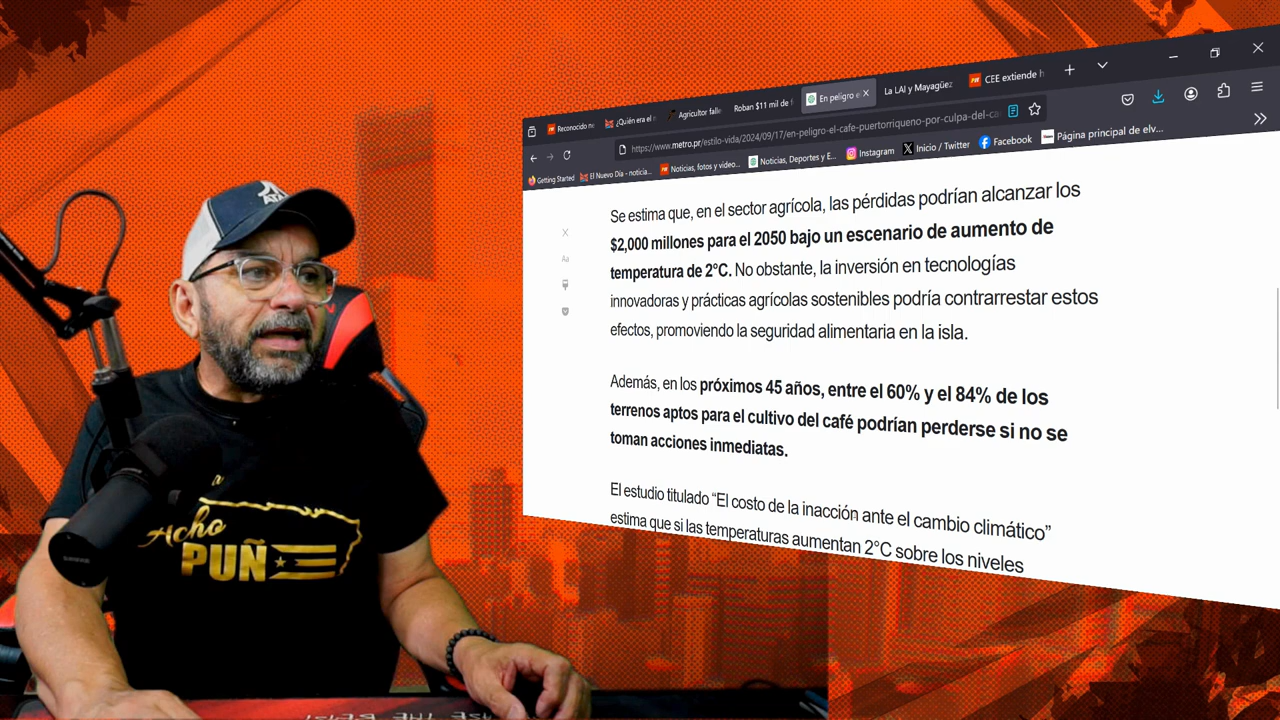 Reconocido n
¿Quién era el
Agricultor falle
Roban $11 mil de
En peligro e
La LAI y Mayagüez
CEE extiende h
https://www.metro.pr/estilo-vida/2024/09/17/en-peligro-el-cafe-puertorriqueno-por-culpa-del-ca
Getting Started
El Nuevo Día - noticia...
Noticias, fotos y video...
Noticias, Deportes y E...
Instagram
Inicio / Twitter
Facebook
Página principal de elv...
Se estima que, en el sector agrícola, las pérdidas podrían alcanzar los
$2,000 millones para el 2050 bajo un escenario de aumento de
temperatura de 2°C. No obstante, la inversión en tecnologías
innovadoras y prácticas agrícolas sostenibles podría contrarrestar estos
efectos, promoviendo la seguridad alimentaria en la isla.
Además, en los próximos 45 años, entre el 60% y el 84% de los
terrenos aptos para el cultivo del café podrían perderse si no se
toman acciones inmediatas.
El estudio titulado “El costo de la inacción ante el cambio climático”
estima que si las temperaturas aumentan 2°C sobre los niveles
Aa
Acho
PUÑ
SHURE